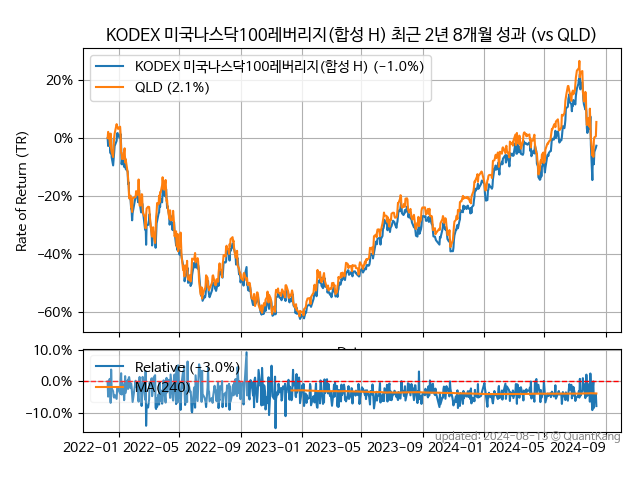 KODEX 미국나스닥100레버리지(합성 H) 최근 2년 8개월 성과 (vs QLD)
KODEX 미국나스닥100레버리지(합성 H) (−1.0%)
QLD (2.1%)
20%
0%
−20%
−40%
−60%
Rate of Return (TR)
10.0%
0.0%
−10.0%
Relative (−3.0%)
MA(240)
2022−01 2022−05 2022−09 2023−01 2023−05 2023−09 2024−01 2024−05 2024−09
updated: 2024-08-13 © QuantKang